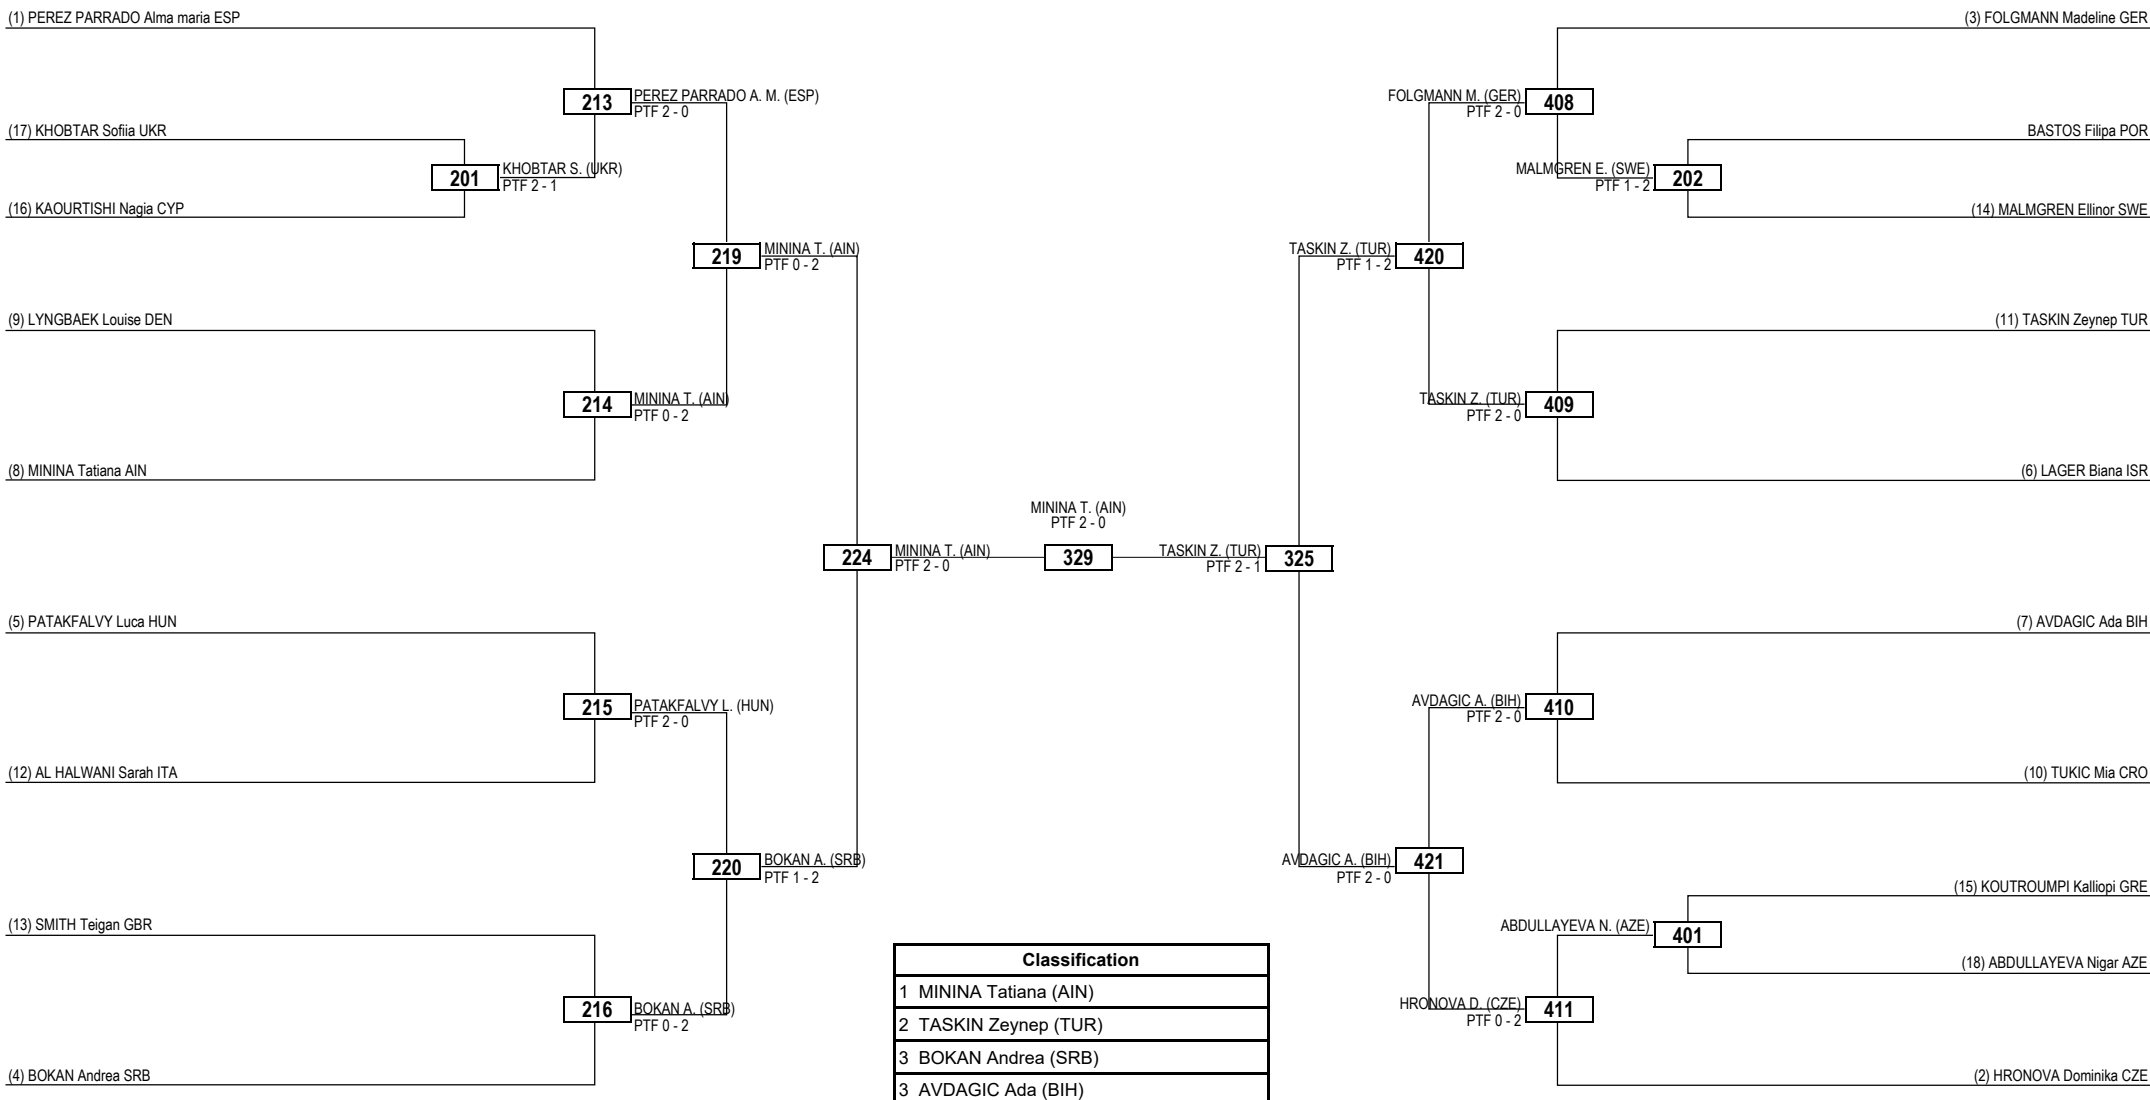 (1) PEREZ PARRADO Alma maria ESP
(3) FOLGMANN Madeline GER
213
PEREZ PARRADO A. M. (ESP)
PTF 2 - 0
FOLGMANN M. (GER)
PTF 2 - 0
408
(17) KHOBTAR Sofiia UKR
BASTOS Filipa POR
201
KHOBTAR S. (UKR)
PTF 2 - 1
MALMGREN E. (SWE)
PTF 1 - 2
202
(16) KAOURTISHI Nagia CYP
(14) MALMGREN Ellinor SWE
219
MININA T. (AIN)
PTF 0 - 2
TASKIN Z. (TUR)
PTF 1 - 2
420
(9) LYNGBAEK Louise DEN
(11) TASKIN Zeynep TUR
214
MININA T. (AIN)
PTF 0 - 2
TASKIN Z. (TUR)
PTF 2 - 0
409
(8) MININA Tatiana AIN
(6) LAGER Biana ISR
MININA T. (AIN)
PTF 2 - 0
224
MININA T. (AIN)
PTF 2 - 0
329
TASKIN Z. (TUR)
PTF 2 - 1
325
(5) PATAKFALVY Luca HUN
(7) AVDAGIC Ada BIH
215
PATAKFALVY L. (HUN)
PTF 2 - 0
AVDAGIC A. (BIH)
PTF 2 - 0
410
(12) AL HALWANI Sarah ITA
(10) TUKIC Mia CRO
220
BOKAN A. (SRB)
PTF 1 - 2
AVDAGIC A. (BIH)
PTF 2 - 0
421
(15) KOUTROUMPI Kalliopi GRE
(13) SMITH Teigan GBR
ABDULLAYEVA N. (AZE)
401
(18) ABDULLAYEVA Nigar AZE
216
BOKAN A. (SRB)
PTF 0 - 2
HRONOVA D. (CZE)
PTF 0 - 2
411
(4) BOKAN Andrea SRB
(2) HRONOVA Dominika CZE
Classification
1 MININA Tatiana (AIN)
2 TASKIN Zeynep (TUR)
3 BOKAN Andrea (SRB)
3 AVDAGIC Ada (BIH)